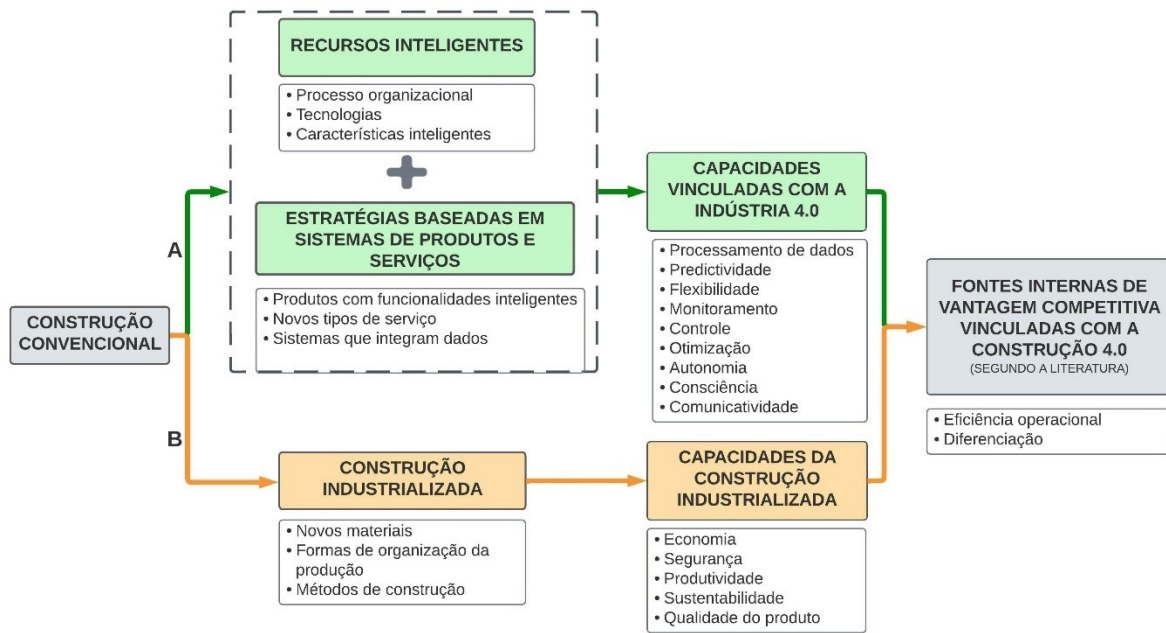 RECURSOS INTELIGENTES
• Processo organizacional
• Tecnologias
• Características inteligentes
ESTRATÉGIAS BASEADAS EM
SISTEMAS DE PRODUTOS E
SERVIÇOS
• Produtos com funcionalidades inteligentes
• Novos tipos de serviço
• Sistemas que integram dados
A
CONSTRUÇÃO
CONVENCIONAL
B
CONSTRUÇÃO
INDUSTRIALIZADA
• Novos materiais
• Formas de organização da
produção
• Métodos de construção
CAPACIDADES
VINCULADAS COM A
INDÚSTRIA 4.0
• Processamento de dados
• Predictividade
• Flexibilidade
• Monitoramento
• Controle
• Otimização
• Autonomia
• Consciência
• Comunicatividade
CAPACIDADES DA
CONSTRUÇÃO
INDUSTRIALIZADA
• Economia
• Segurança
• Produtividade
• Sustentabilidade
• Qualidade do produto
FONTES INTERNAS DE
VANTAGEM COMPETITIVA
VINCULADAS COM A
CONSTRUÇÃO 4.0
(SEGUNDO A LITERATURA)
• Eficiência operacional
• Diferenciação